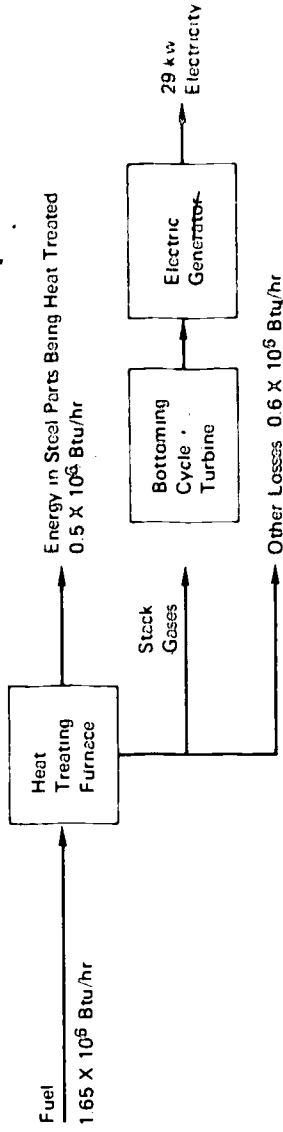 Fuel
1.65 X 10⁶ Btu/hr
Heat
Treating
Furnace
Energy in Steel Parts Being Heat Treated
0.5 X 10⁶ Btu/hr
Stack
Gases
Bottoming
Cycle
Turbine
Electric
Generator
29 kw
Electricity
Other Losses 0.6 X 10⁶ Btu/hr